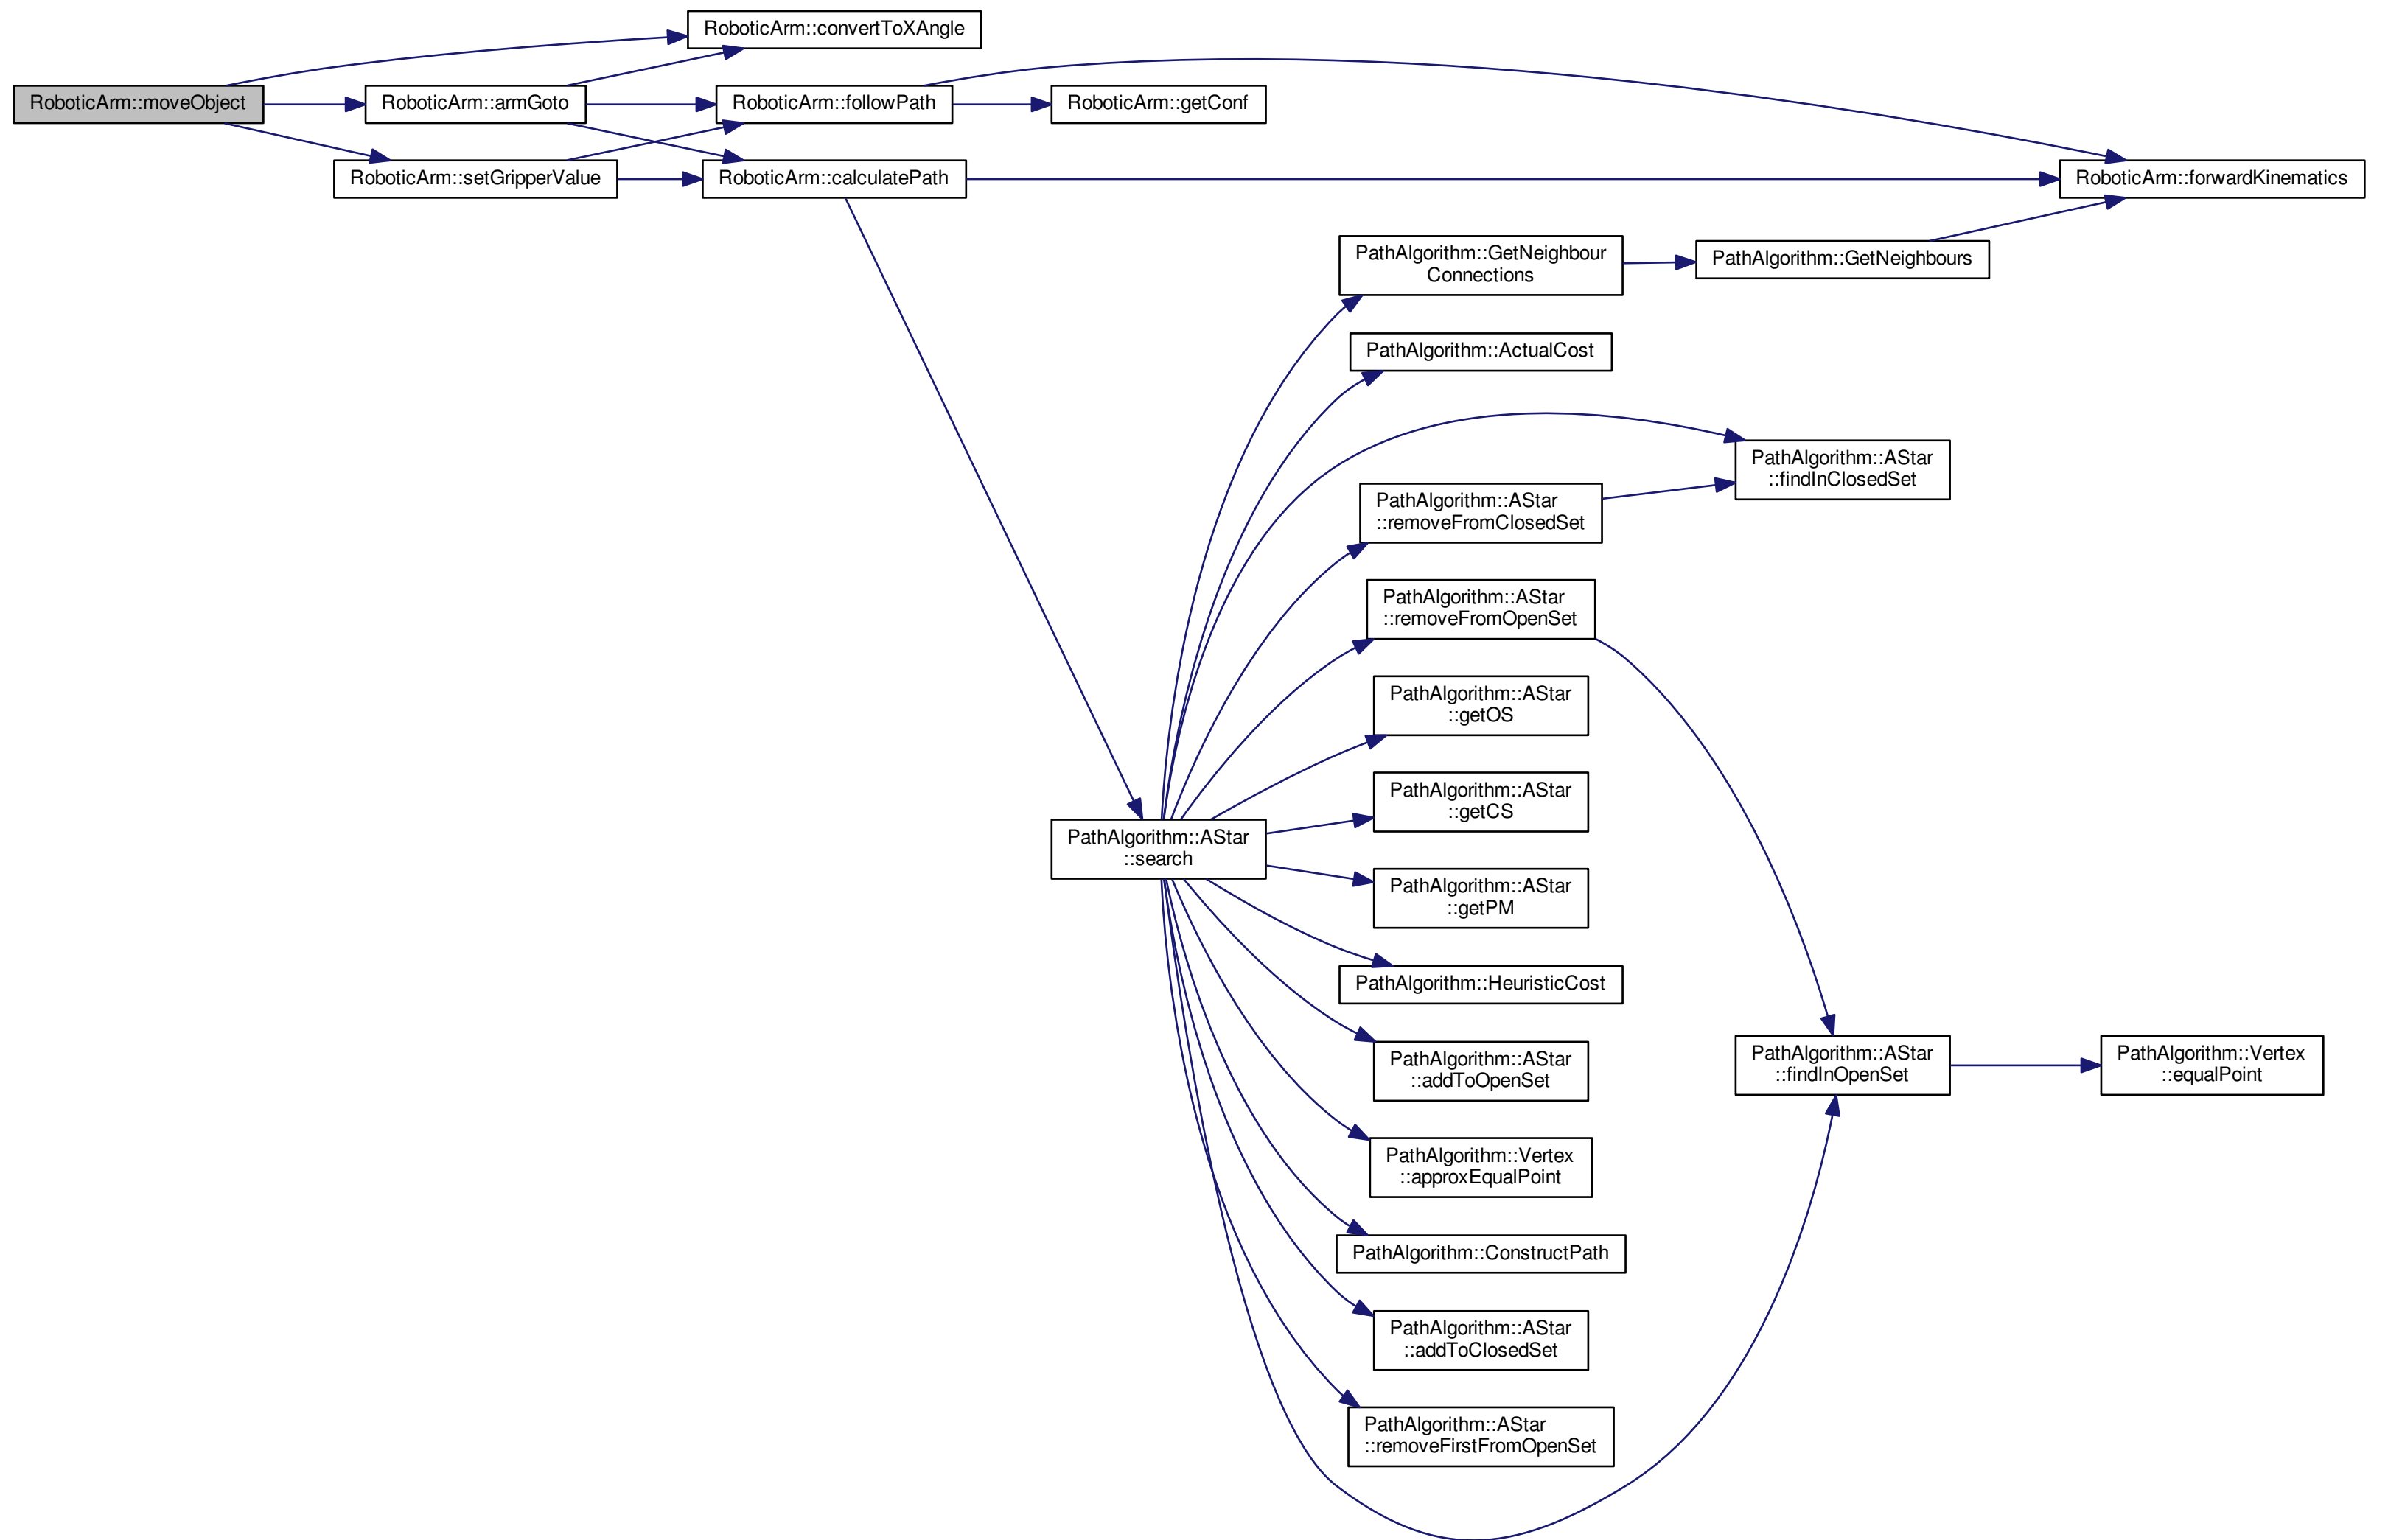 RoboticArm::convertToXAngle
RoboticArm::moveObject
RoboticArm::armGoto
RoboticArm::followPath
RoboticArm::getConf
RoboticArm::setGripperValue
RoboticArm::calculatePath
RoboticArm::forwardKinematics
PathAlgorithm::GetNeighbour
Connections
PathAlgorithm::GetNeighbours
PathAlgorithm::ActualCost
PathAlgorithm::AStar
::findInClosedSet
PathAlgorithm::AStar
::removeFromClosedSet
PathAlgorithm::AStar
::removeFromOpenSet
PathAlgorithm::AStar
::getOS
PathAlgorithm::AStar
::getCS
PathAlgorithm::AStar
::search
PathAlgorithm::AStar
::getPM
PathAlgorithm::HeuristicCost
PathAlgorithm::AStar
::addToOpenSet
PathAlgorithm::AStar
::findInOpenSet
PathAlgorithm::Vertex
::equalPoint
PathAlgorithm::Vertex
::approxEqualPoint
PathAlgorithm::ConstructPath
PathAlgorithm::AStar
::addToClosedSet
PathAlgorithm::AStar
::removeFirstFromOpenSet